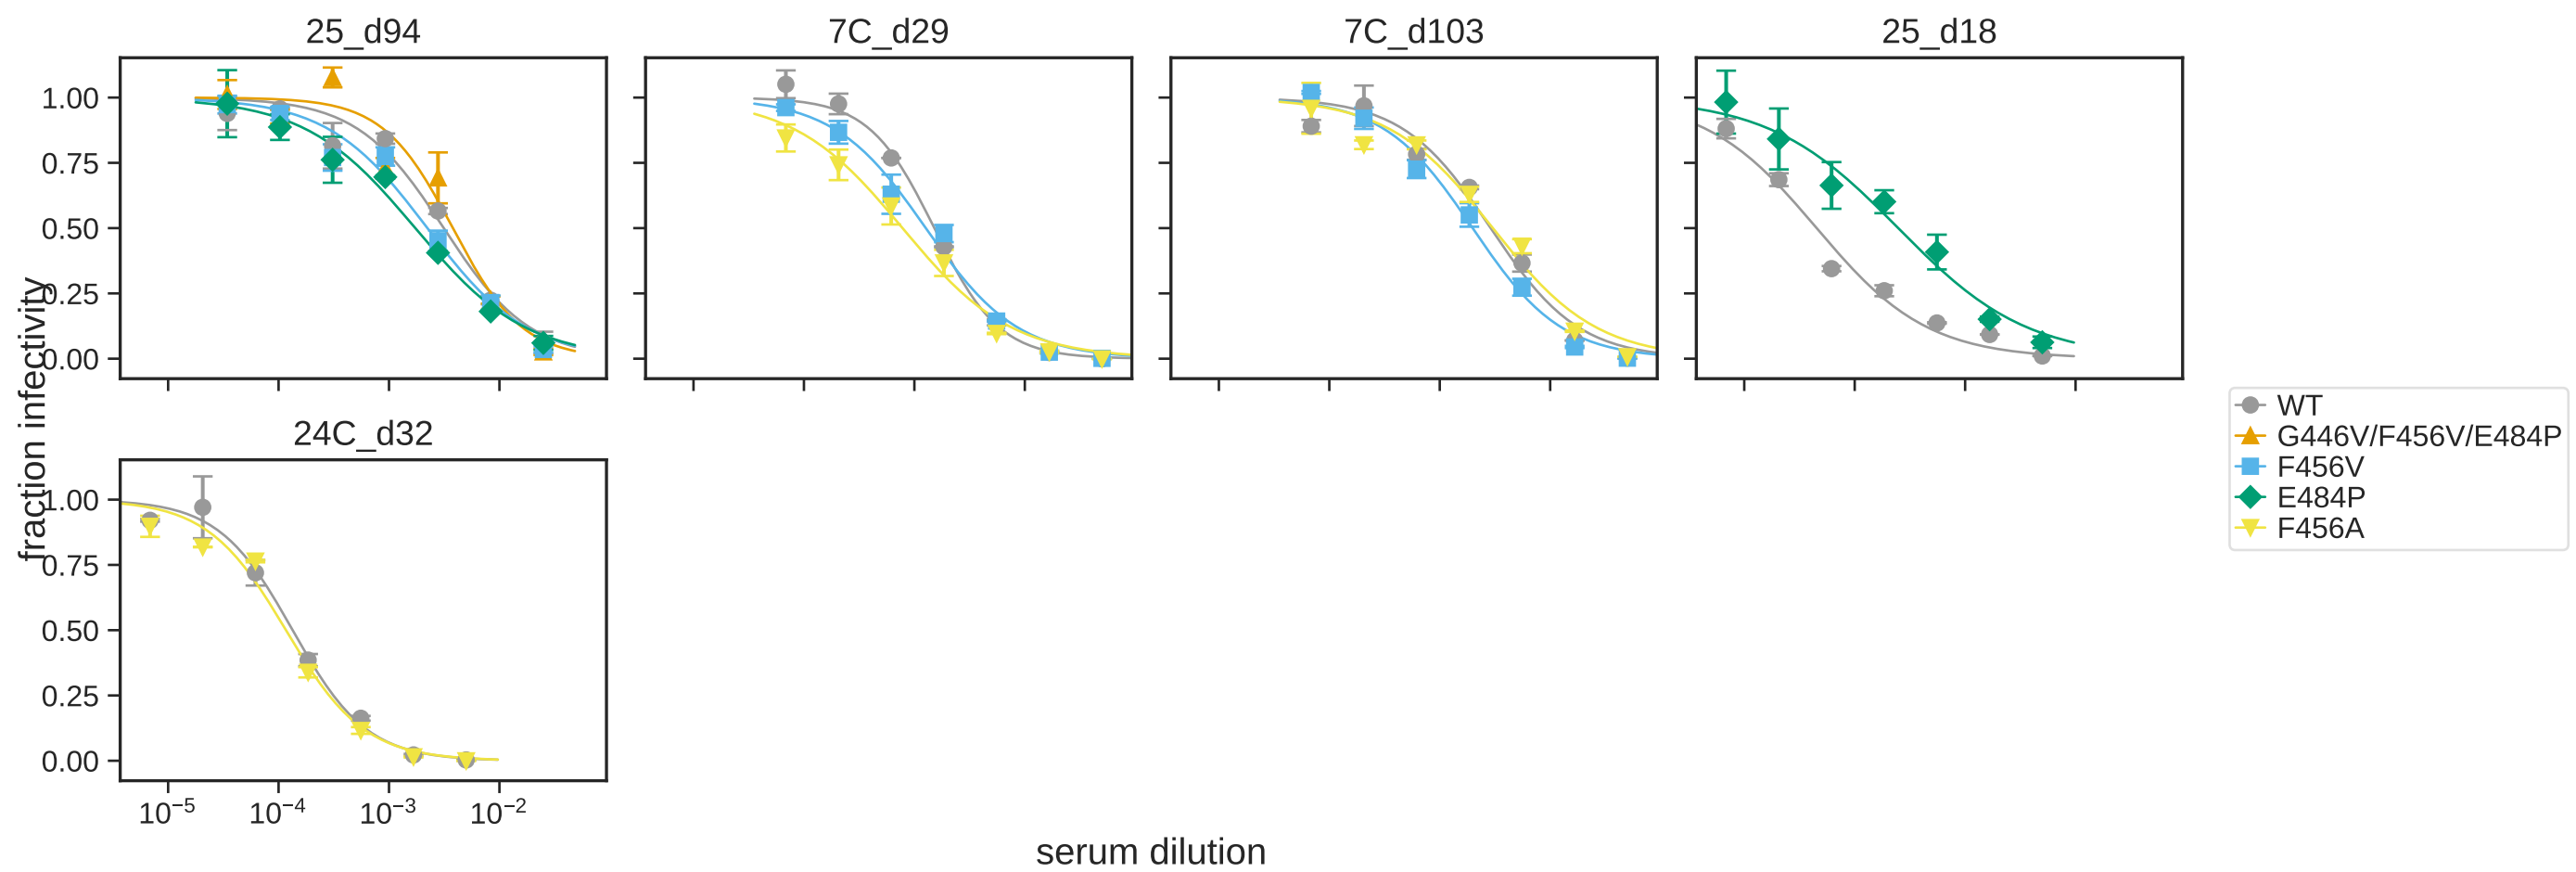 25_d94 7C_d29 7C_d103 25_d18
1.00
0.75
0.50
0.25
0.00
24C_d32
1.00
0.75
0.50
0.25
0.00
10⁻⁵ 10⁻⁴ 10⁻³ 10⁻²
fraction infectivity
serum dilution
WT
G446V/F456V/E484P
F456V
E484P
F456A